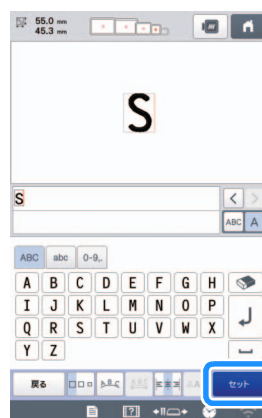 55.0 mm
45.3 mm
S
S
ABC A
ABC abc 0-9,.
A B C D E F G H
I J K L M N O P
Q R S T U V W X
Y Z
戻る セット